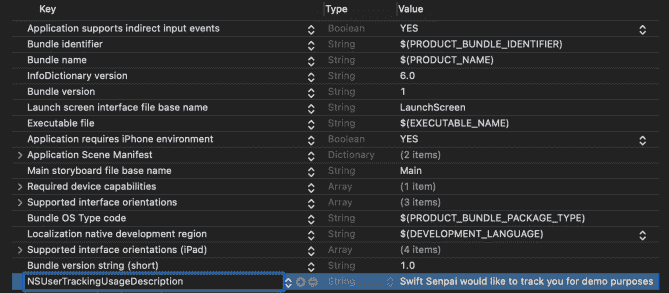 Key Type Value
Application supports indirect input events Boolean YES
Bundle identifier String $(PRODUCT_BUNDLE_IDENTIFIER)
Bundle name String $(PRODUCT_NAME)
InfoDictionary version String 6.0
Bundle version String 1
Launch screen interface file base name String LaunchScreen
Executable file String $(EXECUTABLE_NAME)
Application requires iPhone environment Boolean YES
Application Scene Manifest Dictionary (2 items)
Main storyboard file base name String Main
Required device capabilities Array (1 item)
Supported interface orientations Array (3 items)
Bundle OS Type code String $(PRODUCT_BUNDLE_PACKAGE_TYPE)
Localization native development region String $(DEVELOPMENT_LANGUAGE)
Supported interface orientations (iPad) Array (4 items)
Bundle version string (short) String 1.0
NSUserTrackingUsageDescription String Swift Senpai would like to track you for demo purposes